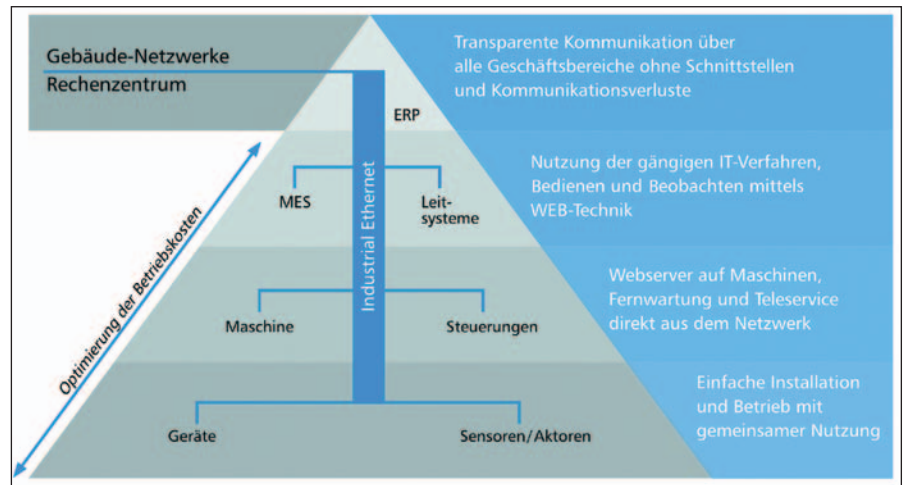 Gebäude-Netzwerke
Rechenzentrum
Transparente Kommunikation über
alle Geschäftsbereiche ohne Schnittstellen
und Kommunikationsverluste
ERP
Optimierung der Betriebskosten
Industrial Ethernet
MES
Leit-
systeme
Nutzung der gängigen IT-Verfahren,
Bedienen und Beobachten mittels
WEB-Technik
Maschine
Steuerungen
Webserver auf Maschinen,
Fernwartung und Teleservice
direkt aus dem Netzwerk
Geräte
Sensoren/Aktoren
Einfache Installation
und Betrieb mit
gemeinsamer Nutzung